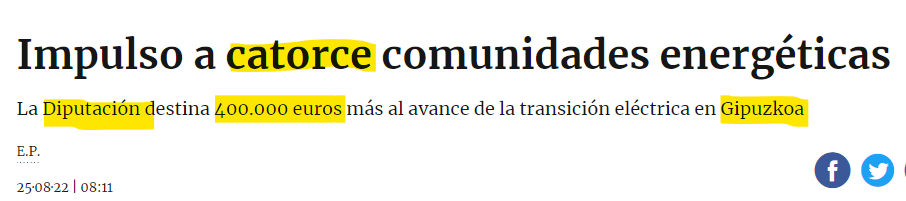 Impulso a catorce comunidades energéticas
La Diputación destina 400.000 euros más al avance de la transición eléctrica en Gipuzkoa
E.P.
25·08·22 | 08:11